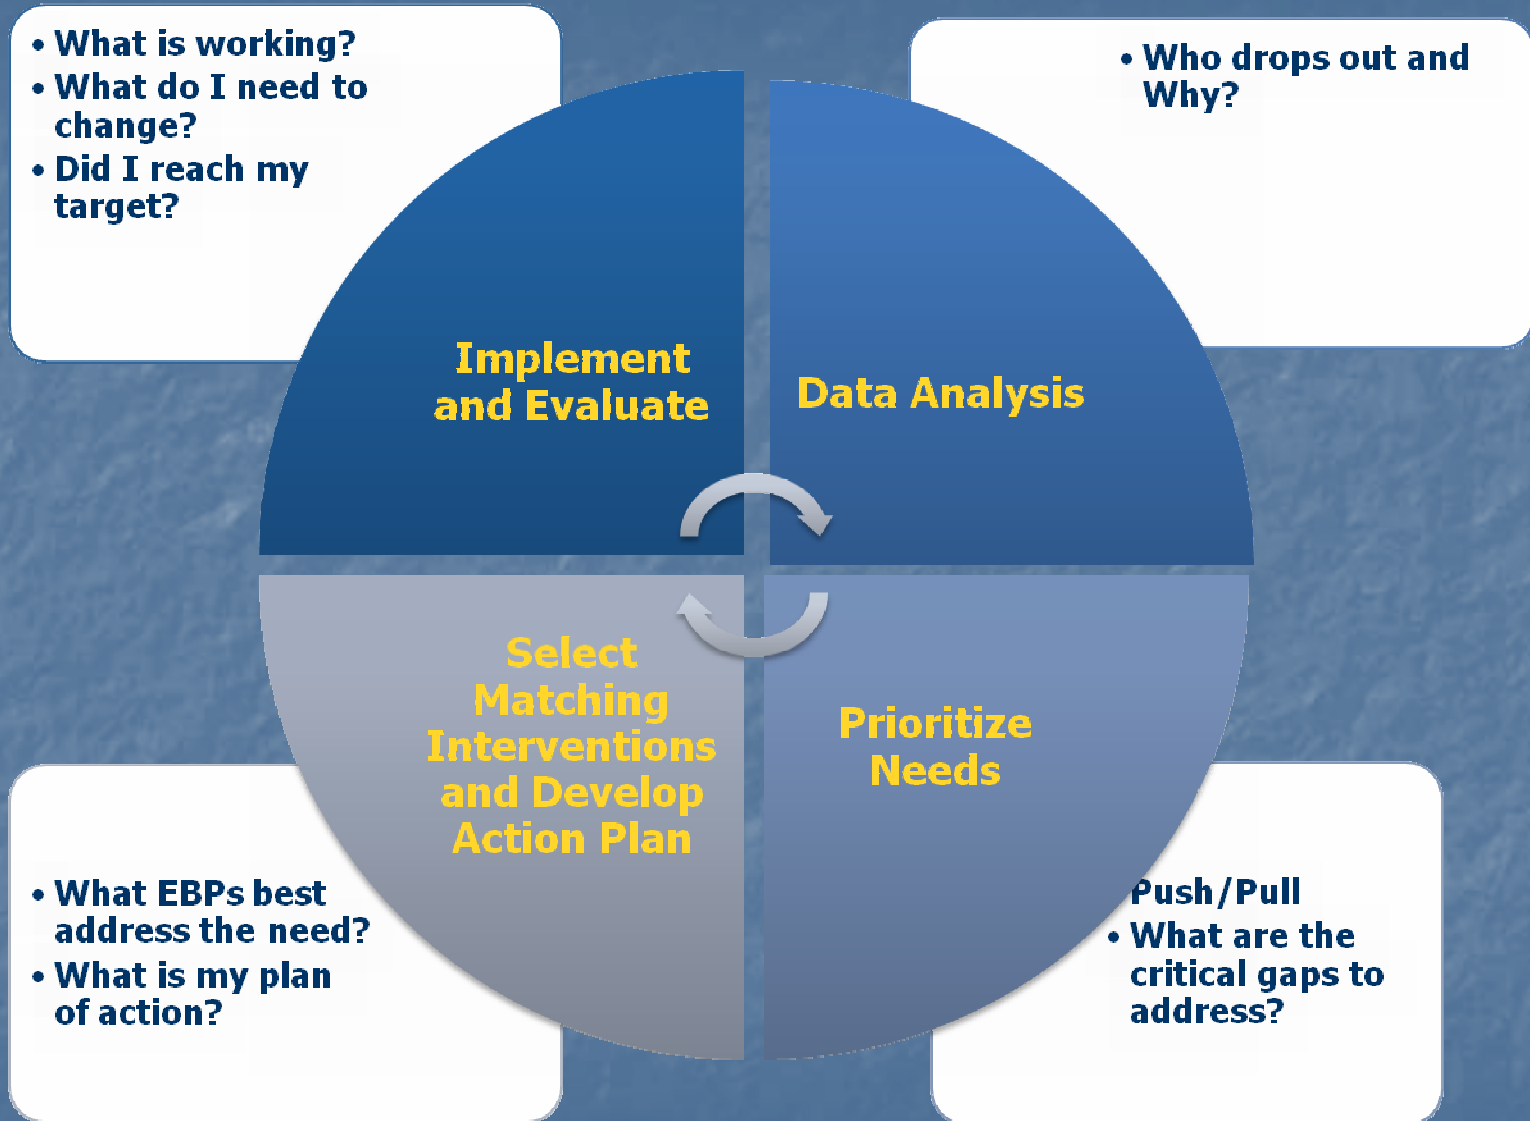 • What is working?
• What do I need to
change?
• Did I reach my
target?
• Who drops out and
Why?
Implement
and Evaluate
Data Analysis
Select
Matching
Interventions
and Develop
Action Plan
Prioritize
Needs
• What EBPs best
address the need?
• What is my plan
of action?
Push/Pull
• What are the
critical gaps to
address?